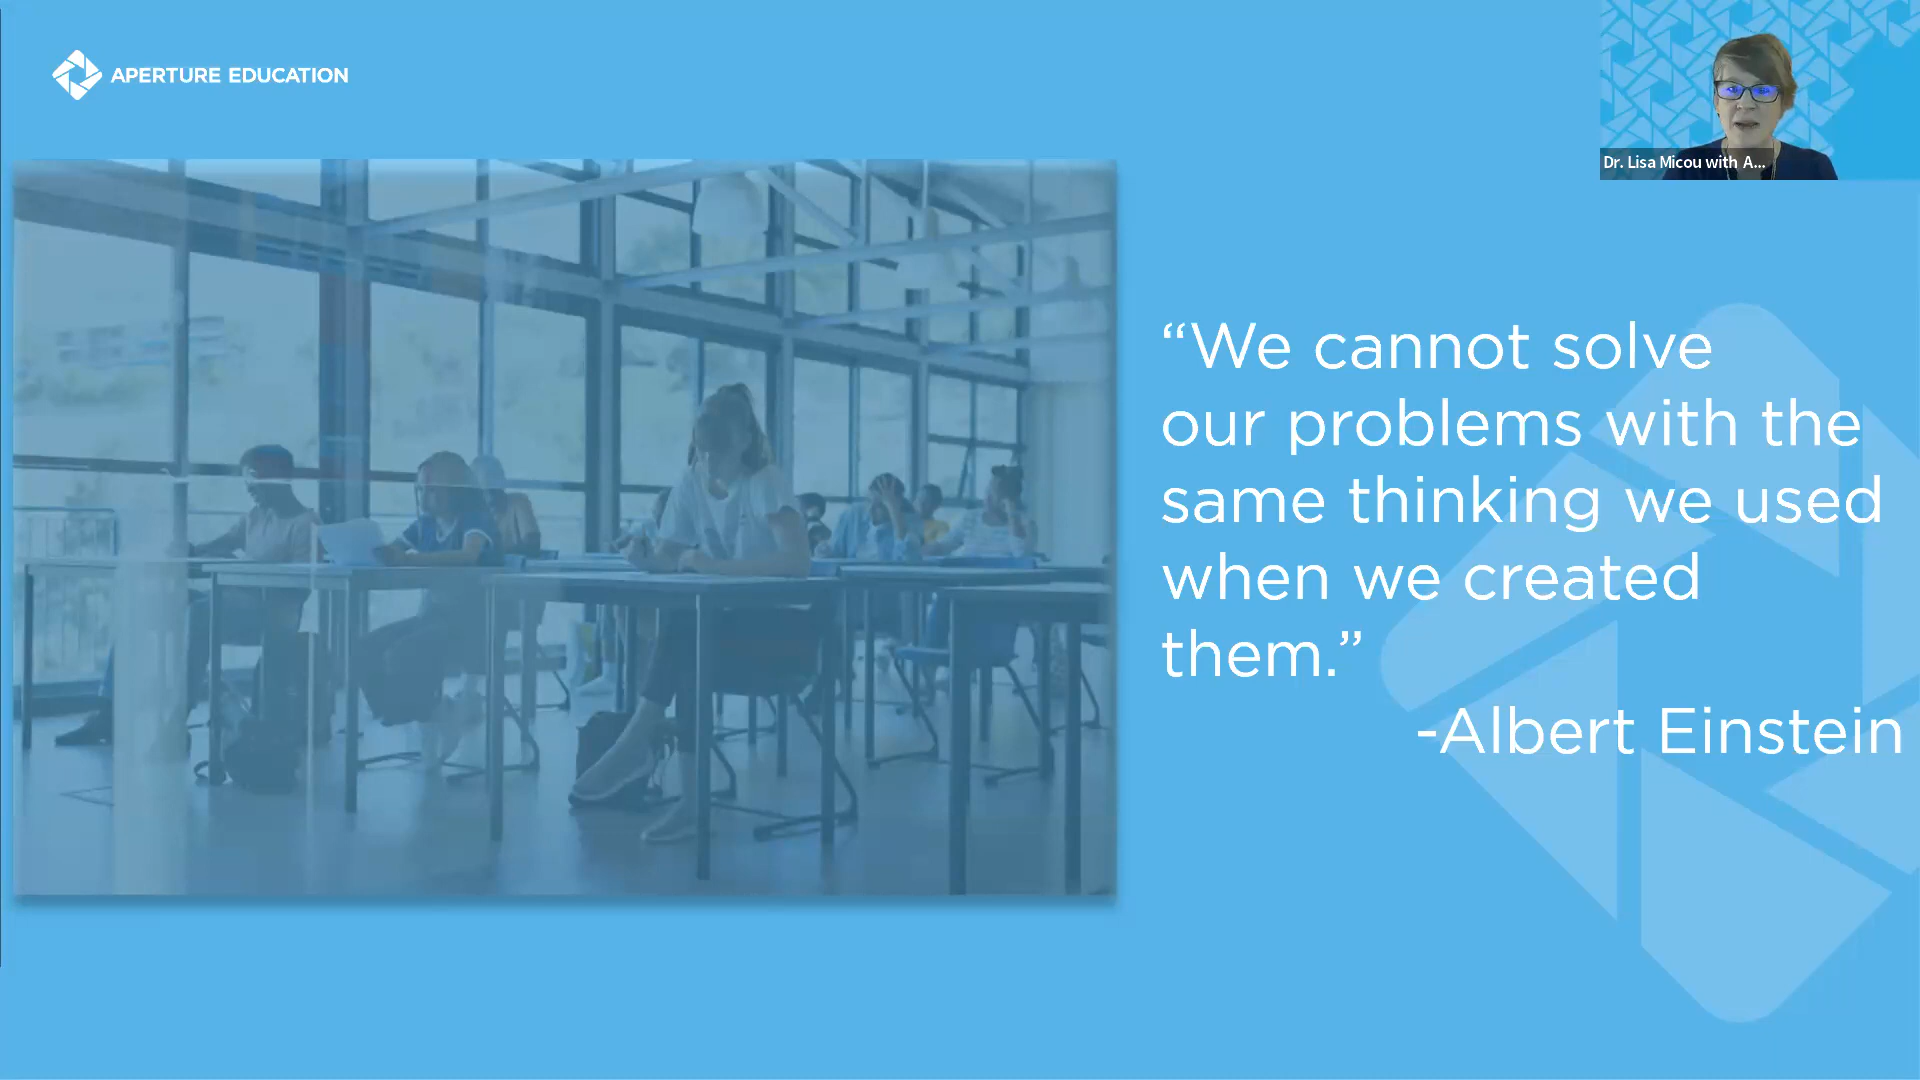 APERTURE EDUCATION
Dr. Lisa Micou with A...
“We cannot solve
our problems with the
same thinking we used
when we created
them.”
-Albert Einstein